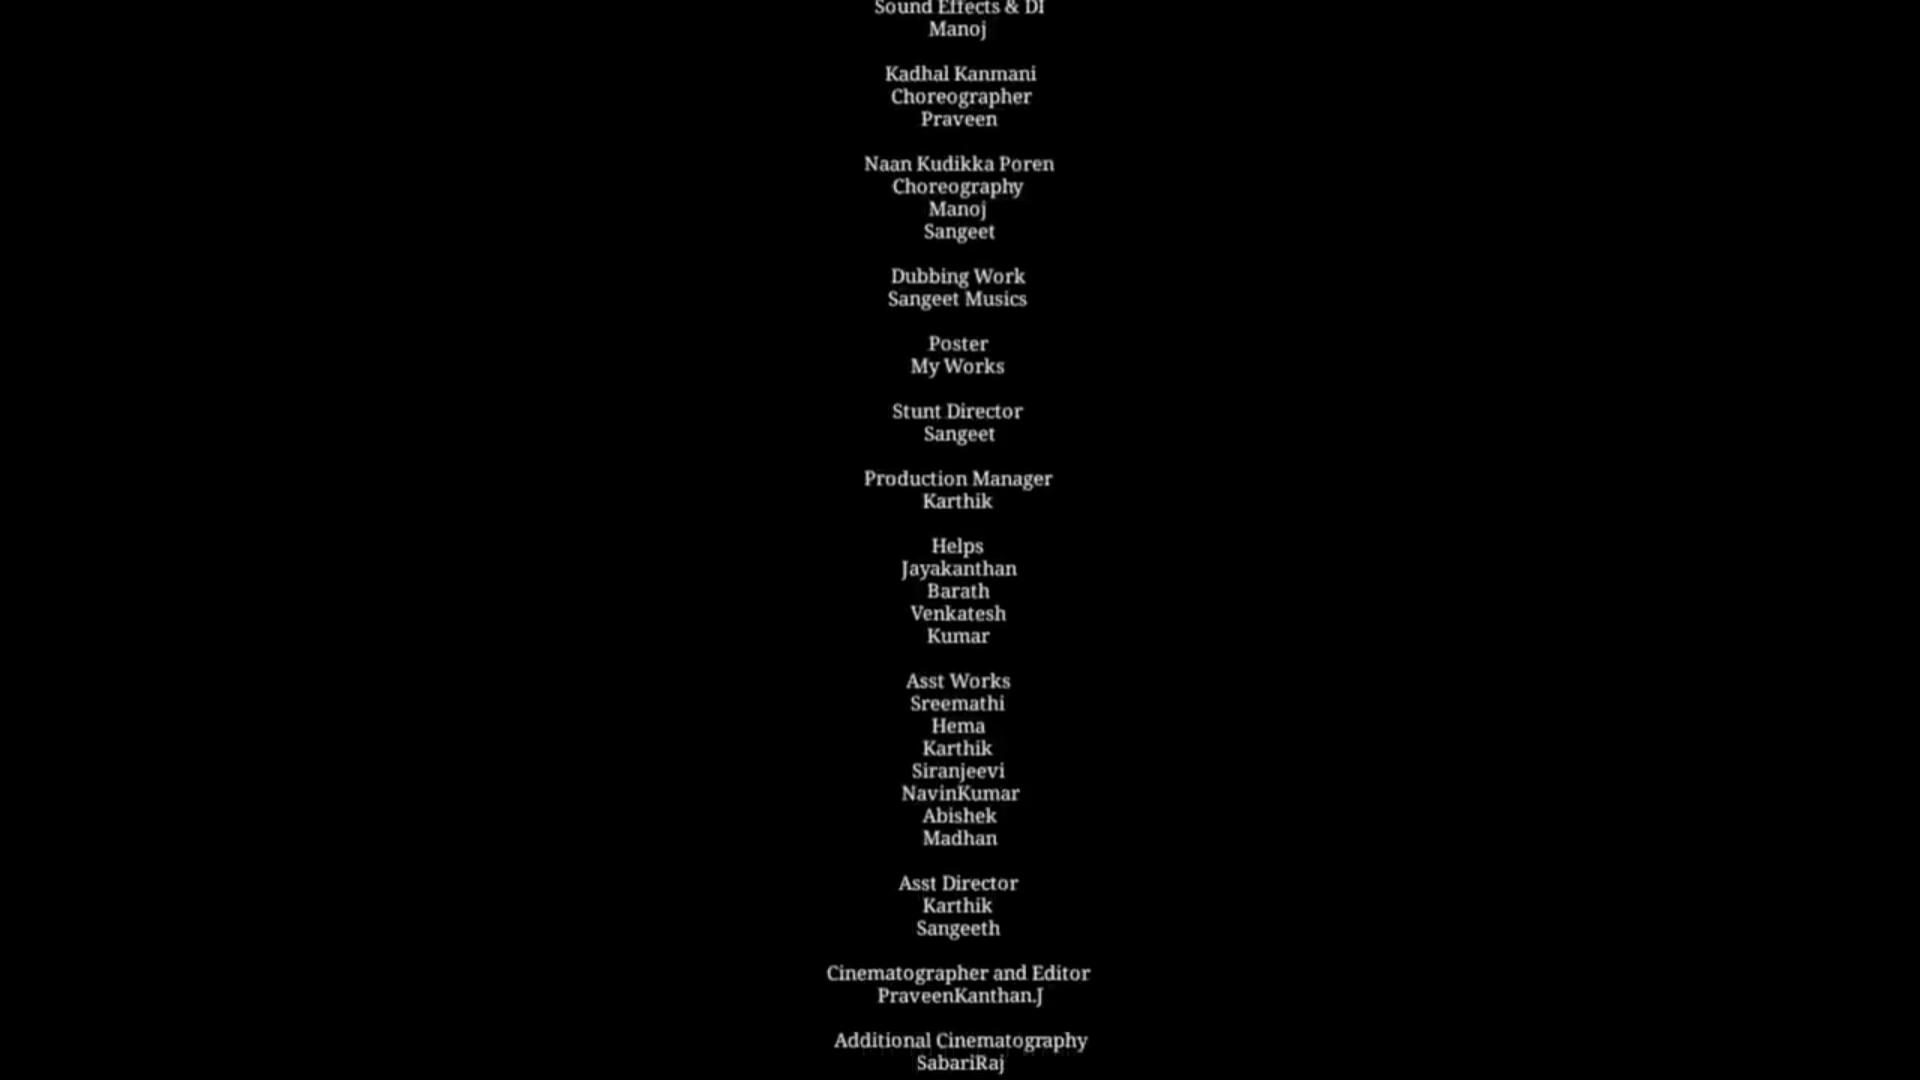 Sound Effects & DI
Manoj
Kadhal Kanmani
Choreographer
Praveen
Naan Kudikka Poren
Choreography
Manoj
Sangeet
Dubbing Work
Sangeet Musics
Poster
My Works
Stunt Director
Sangeet
Production Manager
Karthik
Helps
Jayakanthan
Barath
Venkatesh
Kumar
Asst Works
Sreemathi
Hema
Karthik
Siranjeevi
NavinKumar
Abishek
Madhan
Asst Director
Karthik
Sangeeth
Cinematographer and Editor
PraveenKanthan.J
Additional Cinematography
SabariRaj